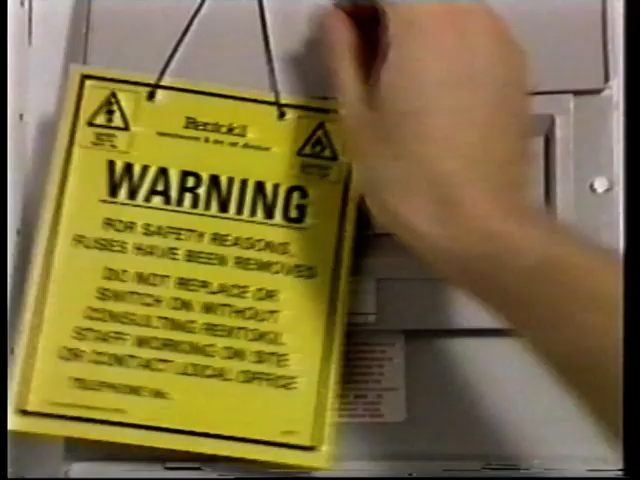 Rentokil
WARNING
FOR SAFETY REASONS,
FUSES HAVE BEEN REMOVED
DO NOT REPLACE OR
SWITCH ON WITHOUT
CONSULTING RENTOKIL
STAFF WORKING ON SITE
OR CONTACT LOCAL OFFICE
TELEPHONE No.